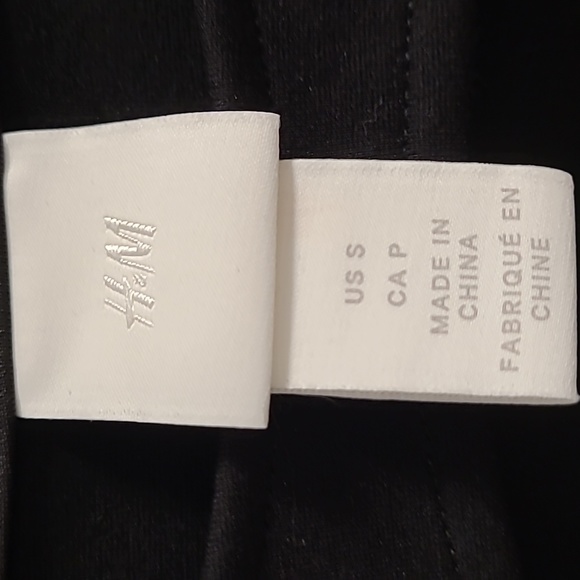 H&M
US S
CA P
MADE IN
CHINA
FABRIQUÉ EN
CHINE